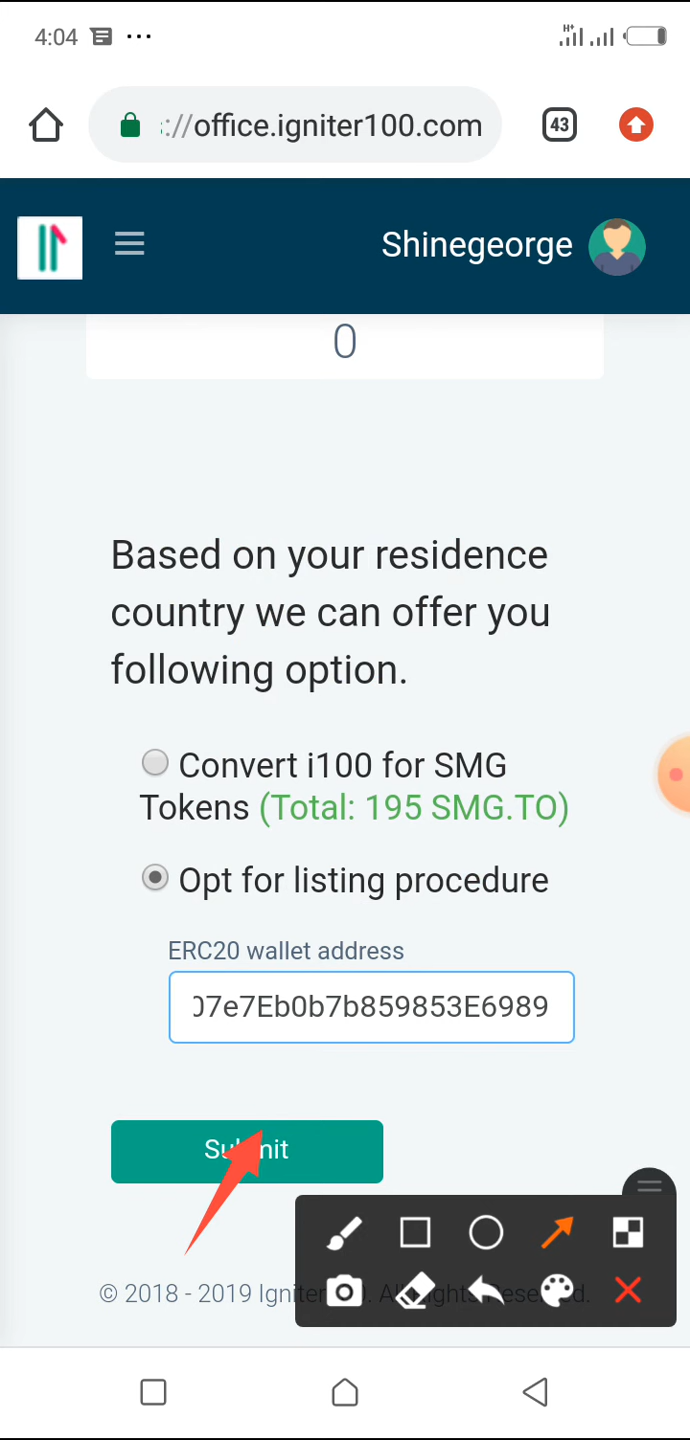 4:04
H+
://office.igniter100.com
43
Shinegeorge
0
Based on your residence
country we can offer you
following option.
Convert i100 for SMG
Tokens (Total: 195 SMG.TO)
Opt for listing procedure
ERC20 wallet address
07e7Eb0b7b859853E6989
Submit
© 2018 - 2019 Igniter All Rights Reserved.